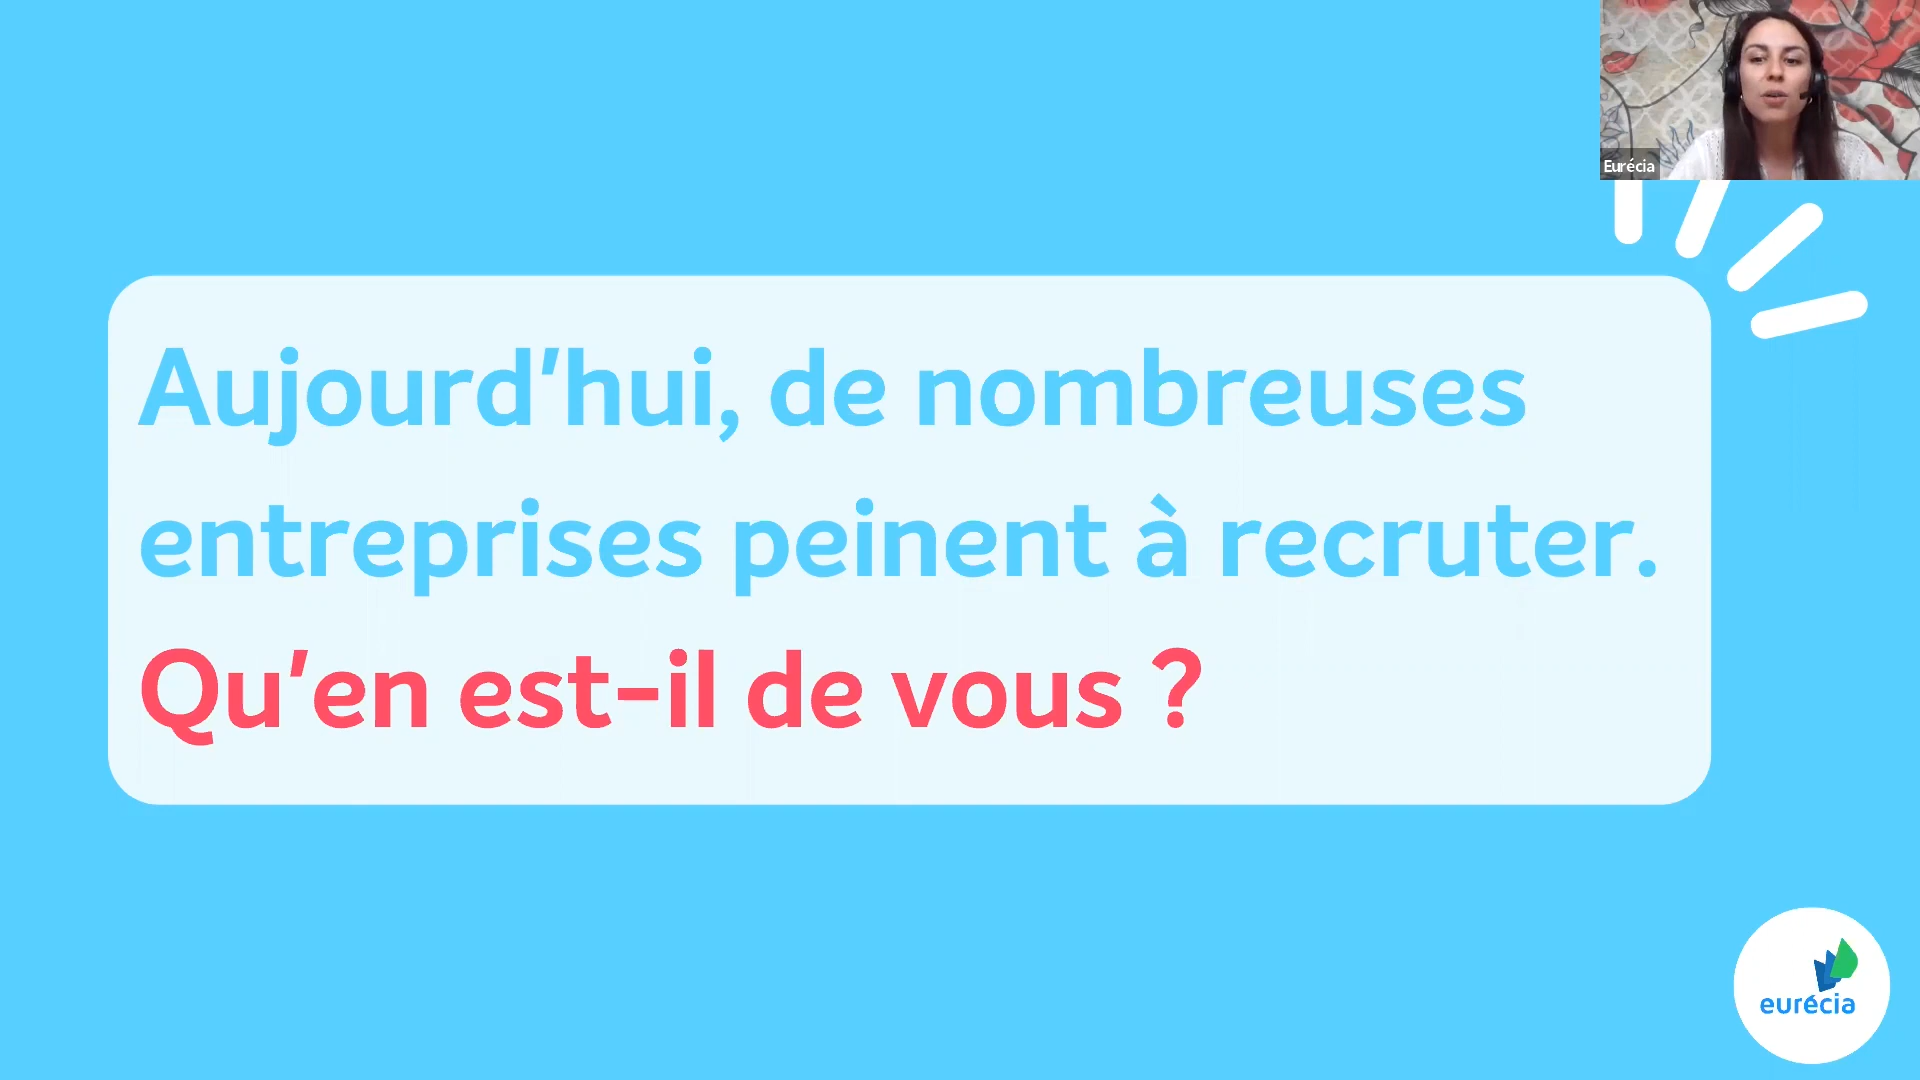 Eurécia
Aujourd'hui, de nombreuses
entreprises peinent à recruter.
Qu'en est-il de vous ?
eurécia